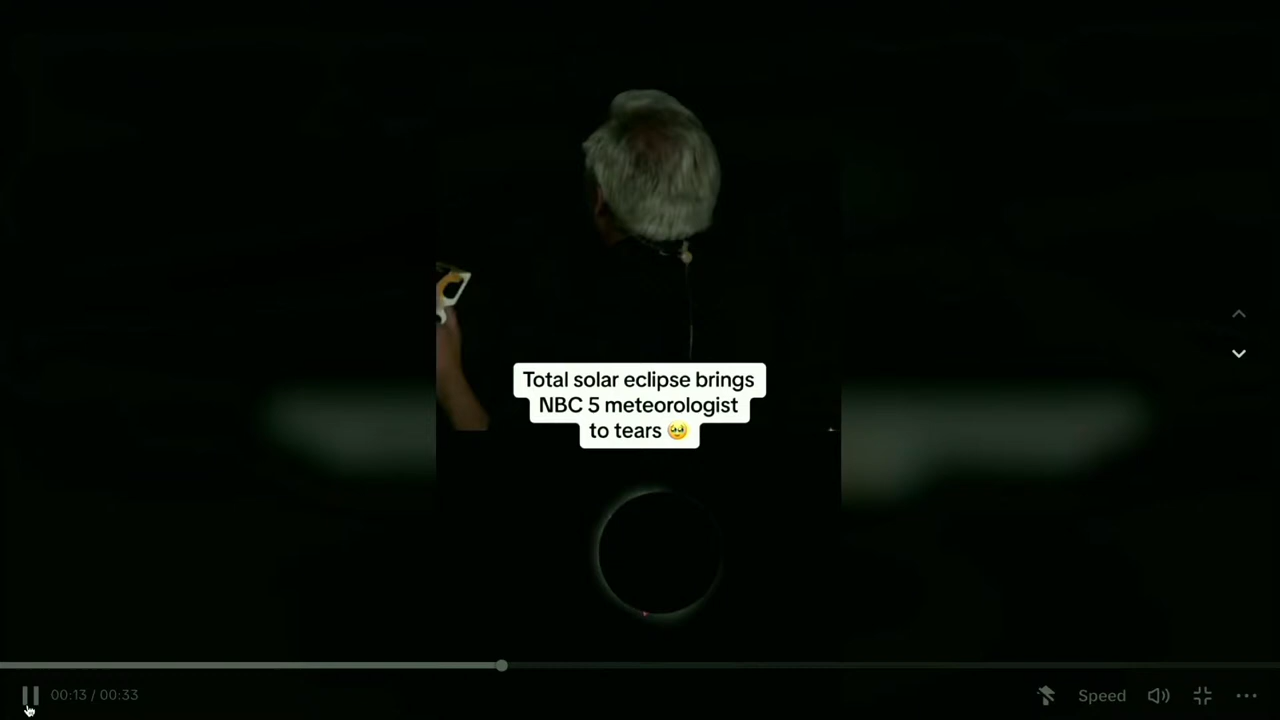 Total solar eclipse brings
NBC 5 meteorologist
to tears 🥹
00:13 / 00:33
Speed